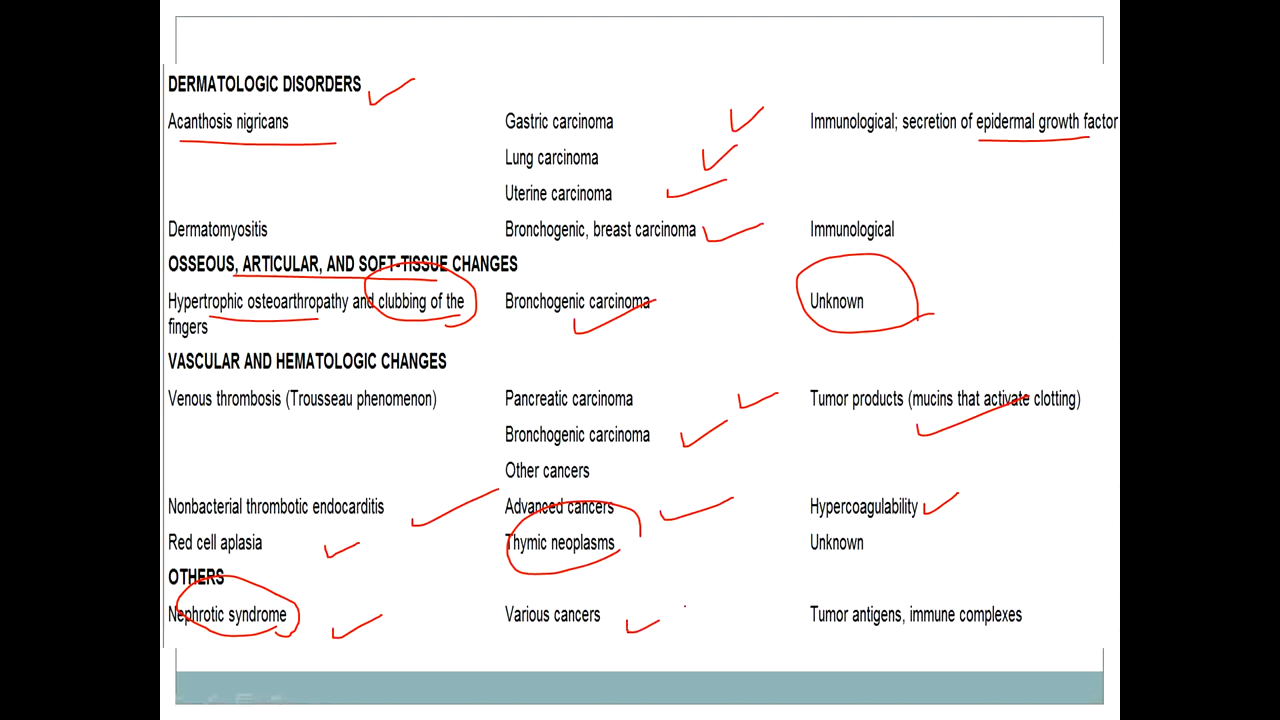 DERMATOLOGIC DISORDERS
Acanthosis nigricans Gastric carcinoma Immunological; secretion of epidermal growth factor
Lung carcinoma
Uterine carcinoma
Dermatomyositis Bronchogenic, breast carcinoma Immunological
OSSEOUS, ARTICULAR, AND SOFT-TISSUE CHANGES
Hypertrophic osteoarthropathy and clubbing of the Bronchogenic carcinoma Unknown
fingers
VASCULAR AND HEMATOLOGIC CHANGES
Venous thrombosis (Trousseau phenomenon) Pancreatic carcinoma Tumor products (mucins that activate clotting)
Bronchogenic carcinoma
Other cancers
Nonbacterial thrombotic endocarditis Advanced cancers Hypercoagulability
Red cell aplasia Thymic neoplasms Unknown
OTHERS
Nephrotic syndrome Various cancers Tumor antigens, immune complexes